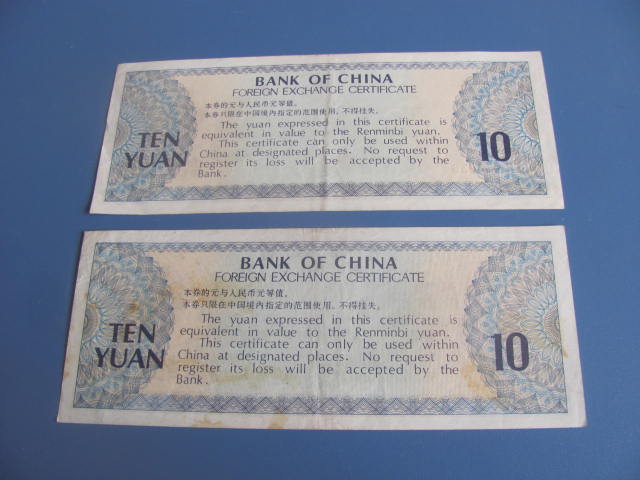 BANK OF CHINA
FOREIGN EXCHANGE CERTIFICATE
本券的元与人民币元等值。
本券只限在中国境内指定的范围使用，不得挂失。
The yuan expressed in this certificate is
equivalent in value to the Renminbi yuan.
This certificate can only be used within
China at designated places. No request to
register its loss will be accepted by the
Bank.
TEN
YUAN
10
BANK OF CHINA
FOREIGN EXCHANGE CERTIFICATE
本券的元与人民币元等值。
本券只限在中国境内指定的范围使用，不得挂失。
The yuan expressed in this certificate is
equivalent in value to the Renminbi yuan.
This certificate can only be used within
China at designated places. No request to
register its loss will be accepted by the
Bank.
TEN
YUAN
10